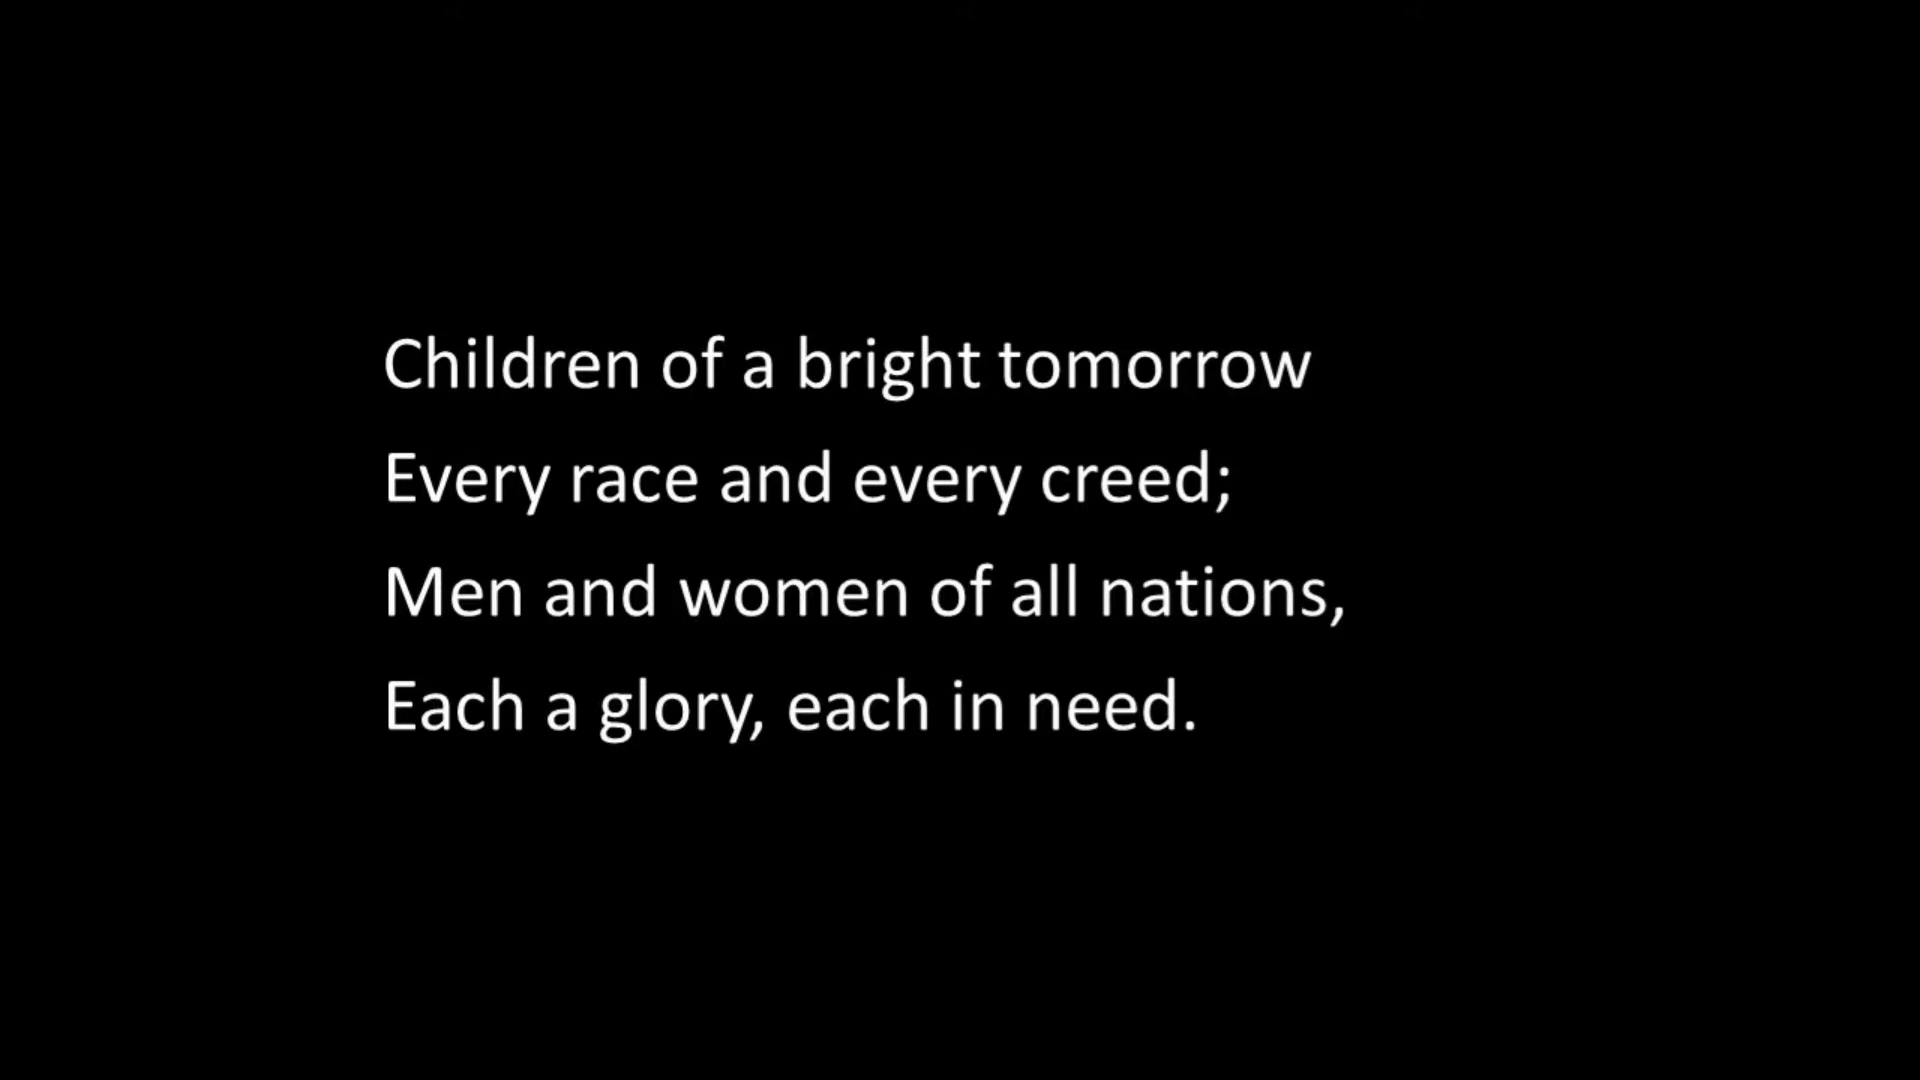 Children of a bright tomorrow
Every race and every creed;
Men and women of all nations,
Each a glory, each in need.